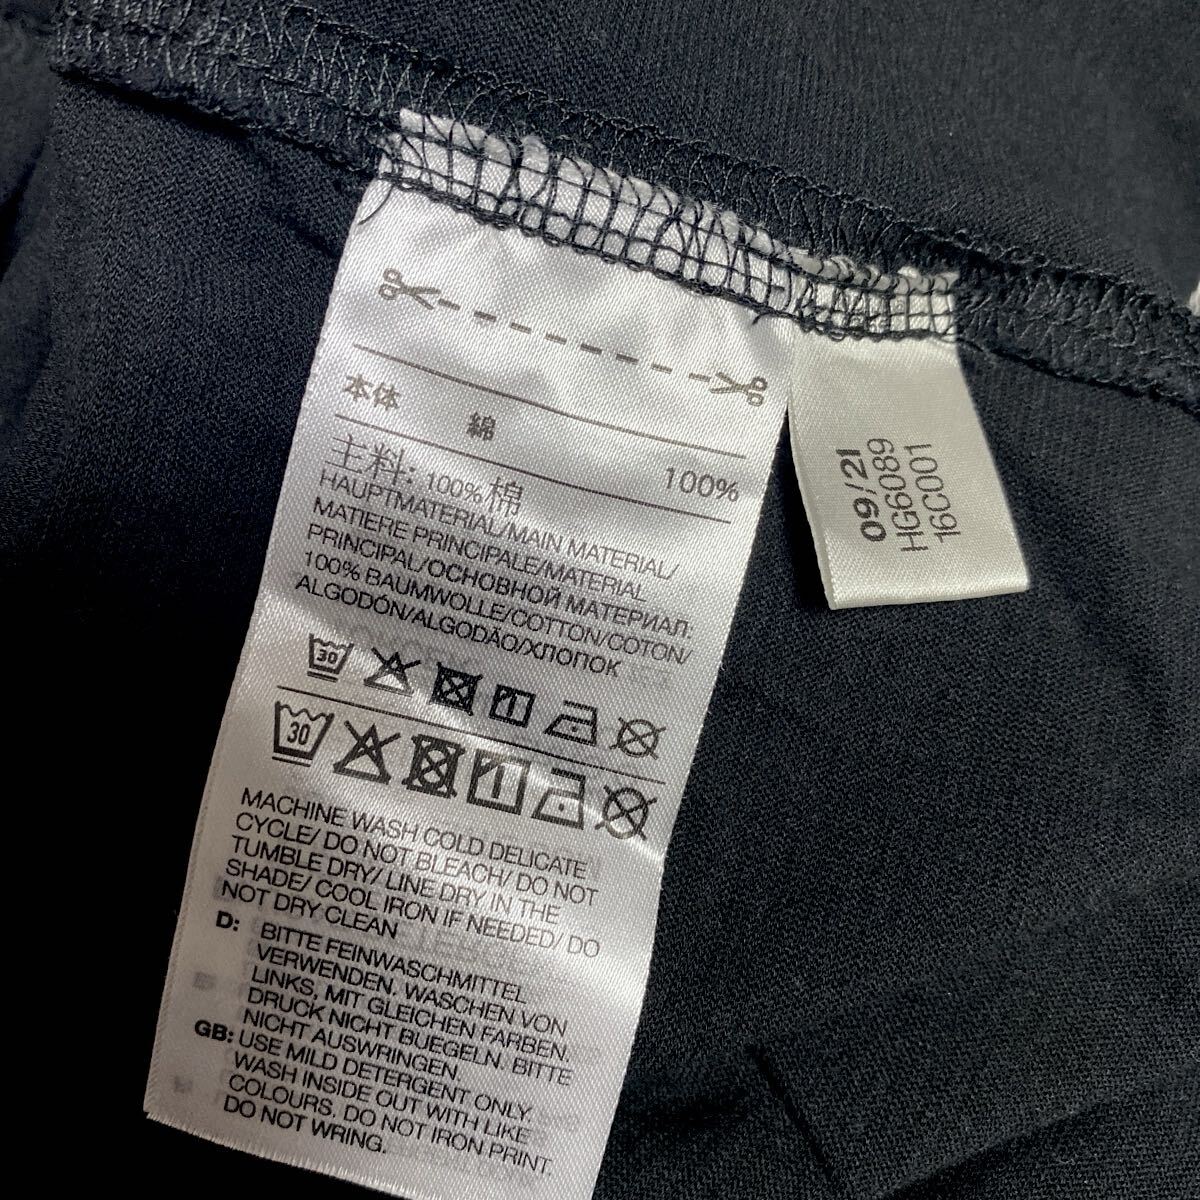 本体 綿 100%
主料: 100% 棉
HAUPTMATERIAL/MAIN MATERIAL/
MATIERE PRINCIPALE/MATERIAL
PRINCIPAL/ОСНОВНОЙ МАТЕРИАЛ:
100% BAUMWOLLE/COTTON/COTON/
ALGODÓN/ALGODÃO/ХЛОПОК
30
30
MACHINE WASH COLD DELICATE
CYCLE/ DO NOT BLEACH/ DO NOT
TUMBLE DRY/ LINE DRY IN THE
SHADE/ COOL IRON IF NEEDED/ DO
NOT DRY CLEAN
D: BITTE FEINWASCHMITTEL
VERWENDEN. WASCHEN VON
LINKS, MIT GLEICHEN FARBEN.
DRUCK NICHT BUEGELN. BITTE
NICHT AUSWRINGEN.
GB: USE MILD DETERGENT ONLY.
WASH INSIDE OUT WITH LIKE
COLOURS. DO NOT IRON PRINT.
DO NOT WRING.
09/21
HG6089
16C001